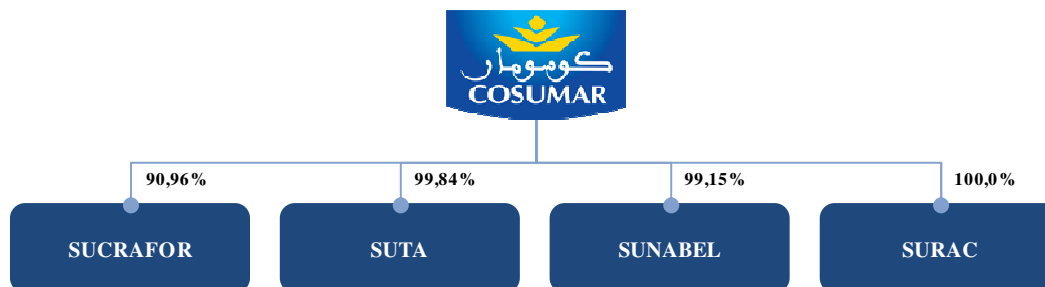 كوسومار
COSUMAR
90,96%
99,84%
99,15%
100,0%
SUCRAFOR
SUTA
SUNABEL
SURAC